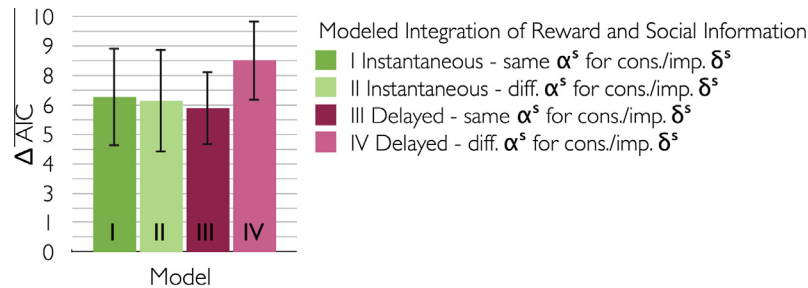 10
9
8
6
5
4
3
1
0
Δ AIC
I II III IV
Model
Modeled Integration of Reward and Social Information
I Instantaneous - same αˢ for cons./imp. δˢ
II Instantaneous - diff. αˢ for cons./imp. δˢ
III Delayed - same αˢ for cons./imp. δˢ
IV Delayed - diff. αˢ for cons./imp. δˢ